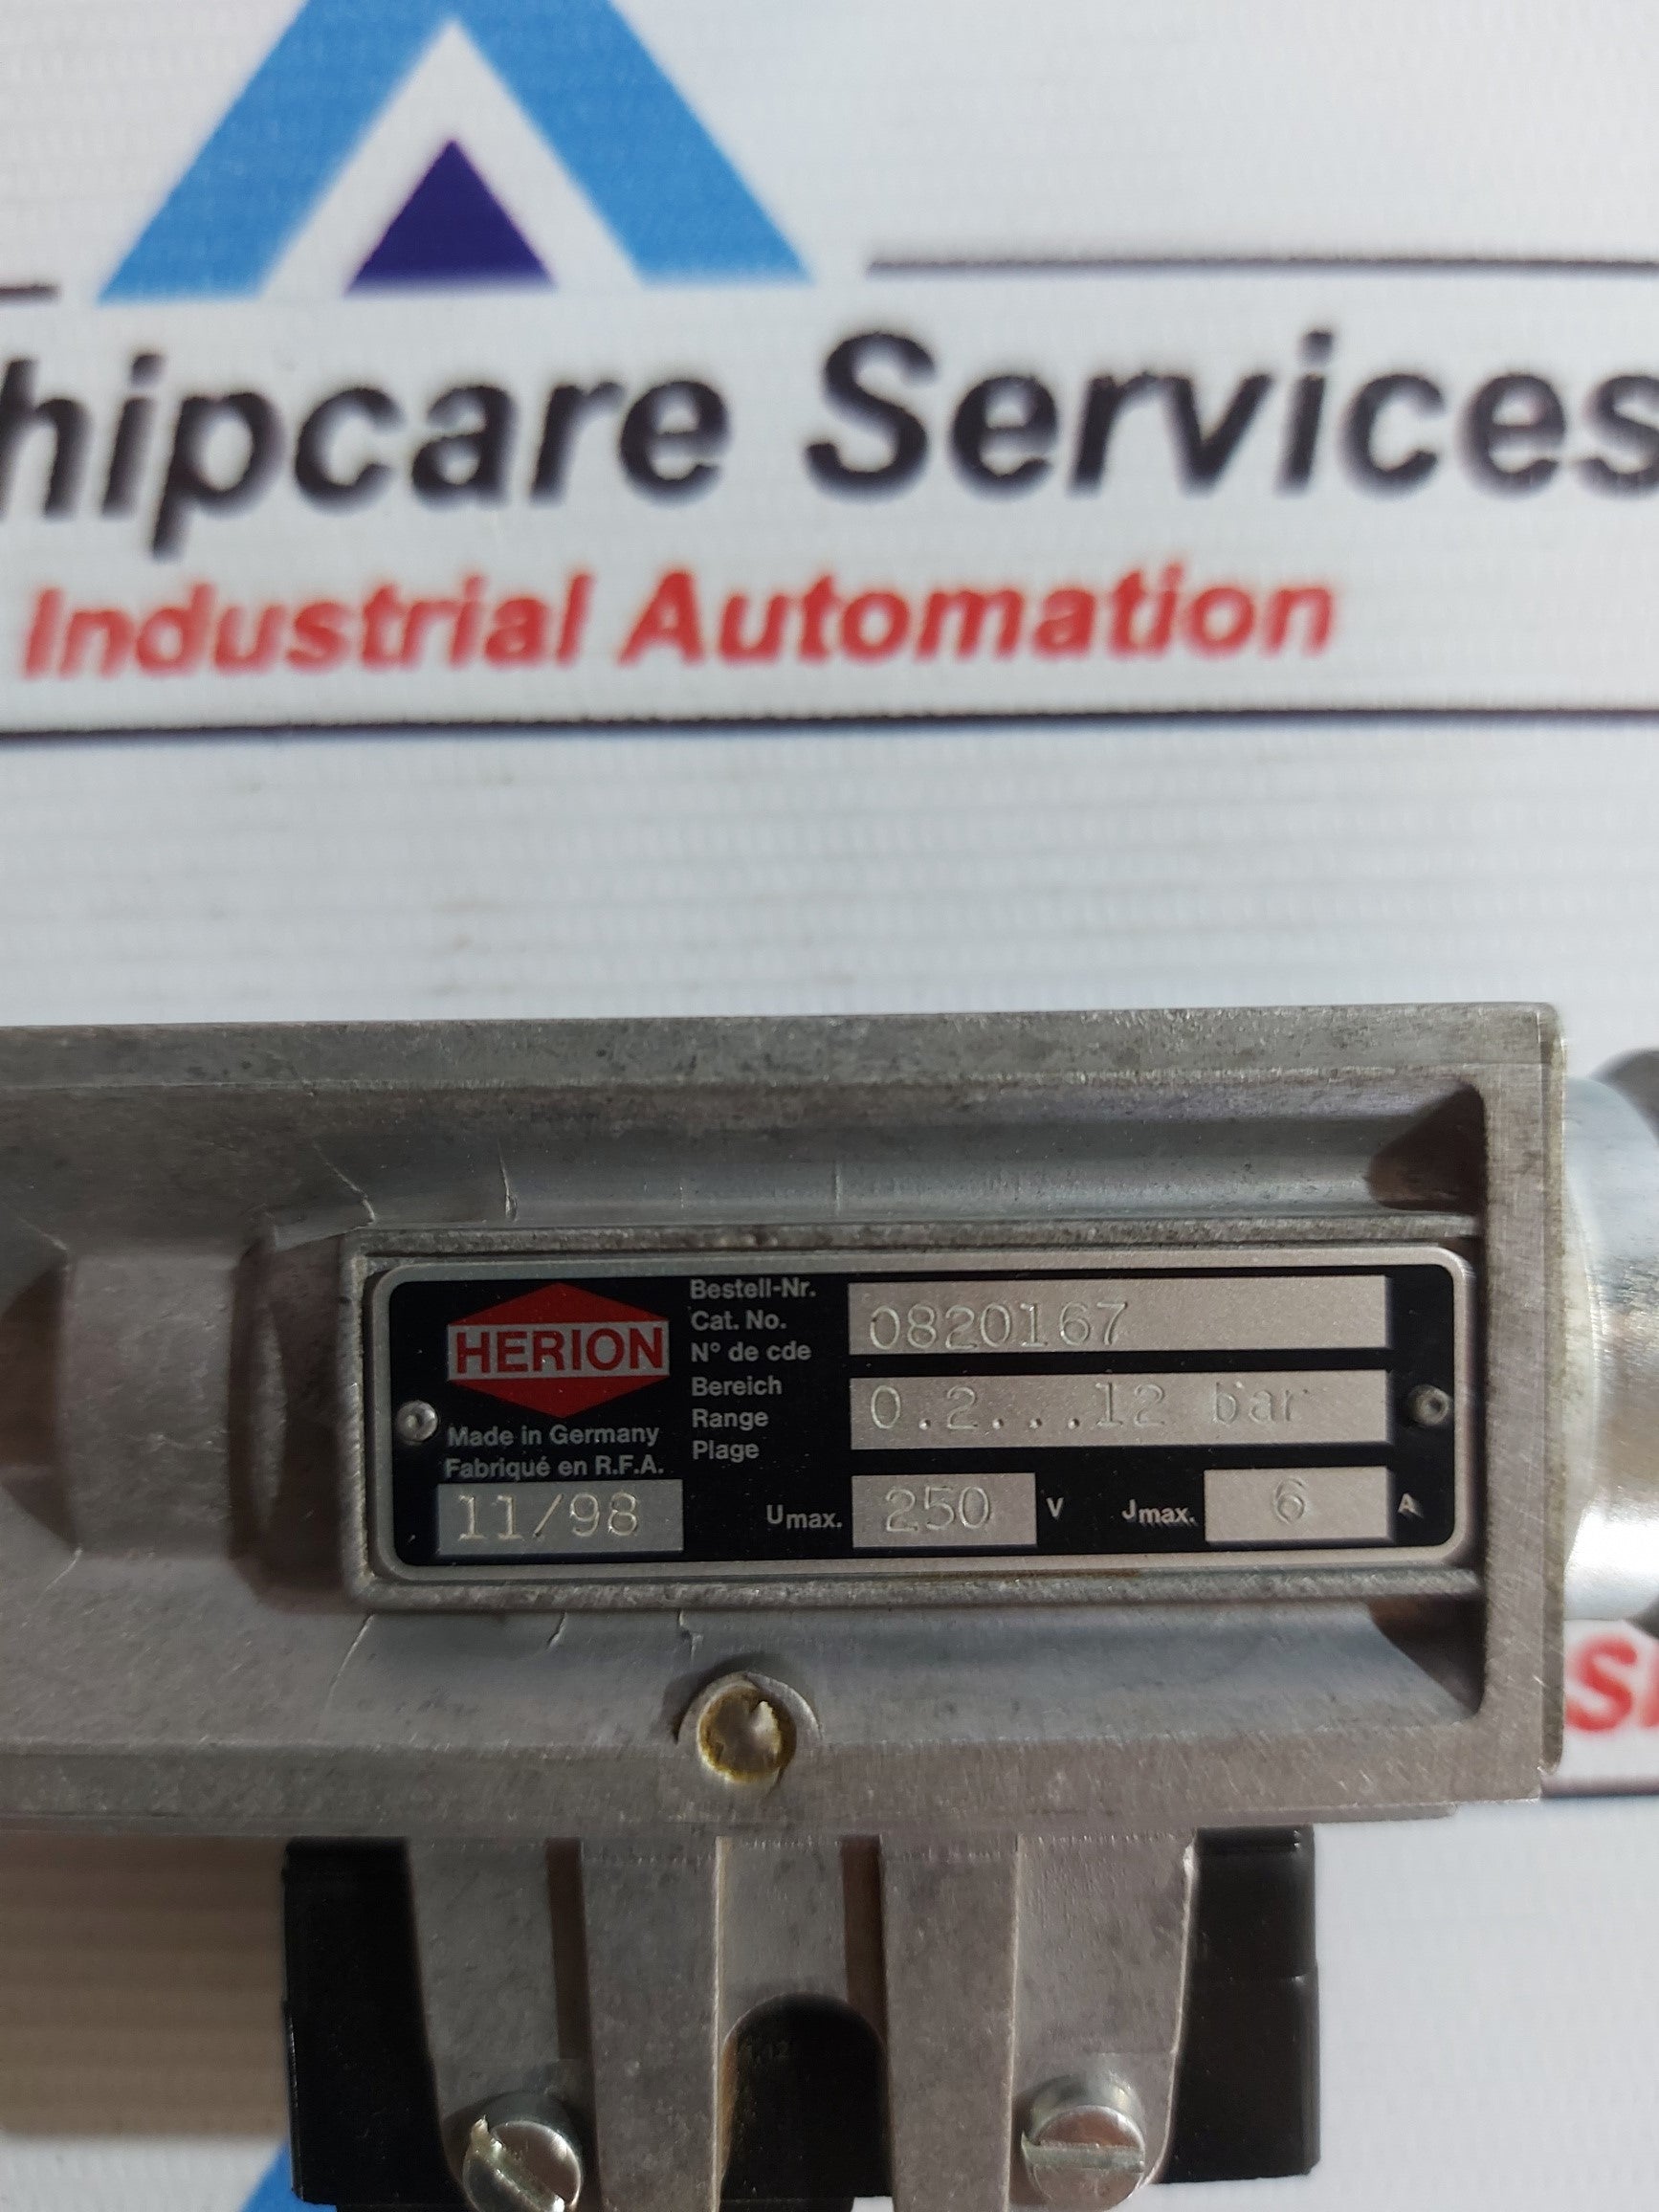 hipcare Services
Industrial Automation
HERION
Made in Germany
Fabriqué en R.F.A.
11/98
Bestell-Nr.
Cat. No.
N° de cde
0820167
Bereich
Range
Plage
0.2...12 bar
Umax. 250 V Jmax. 6 A